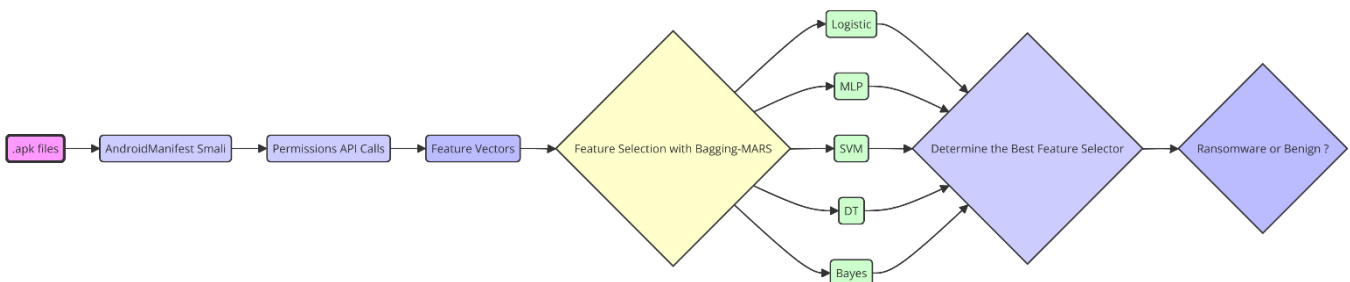 .apk files
AndroidManifest Smali
Permissions API Calls
Feature Vectors
Feature Selection with Bagging-MARS
Logistic
MLP
SVM
DT
Bayes
Determine the Best Feature Selector
Ransomware or Benign ?